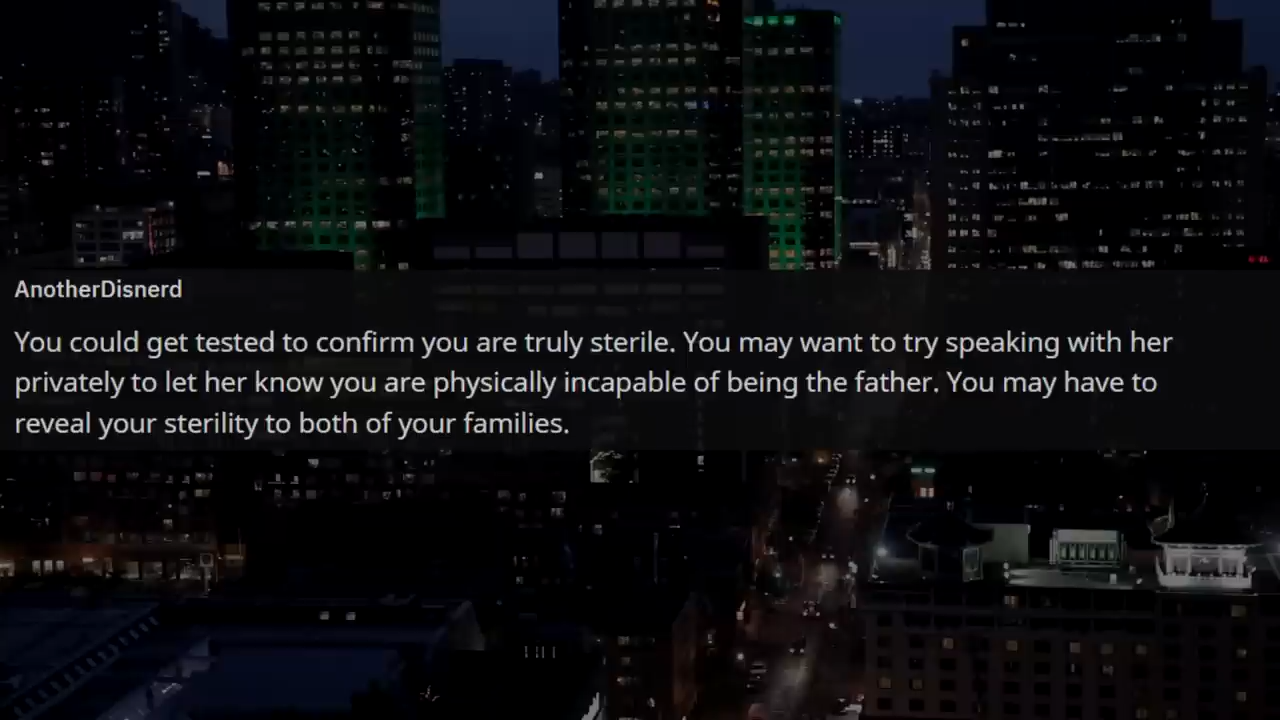 AnotherDisnerd
You could get tested to confirm you are truly sterile. You may want to try speaking with her
privately to let her know you are physically incapable of being the father. You may have to
reveal your sterility to both of your families.